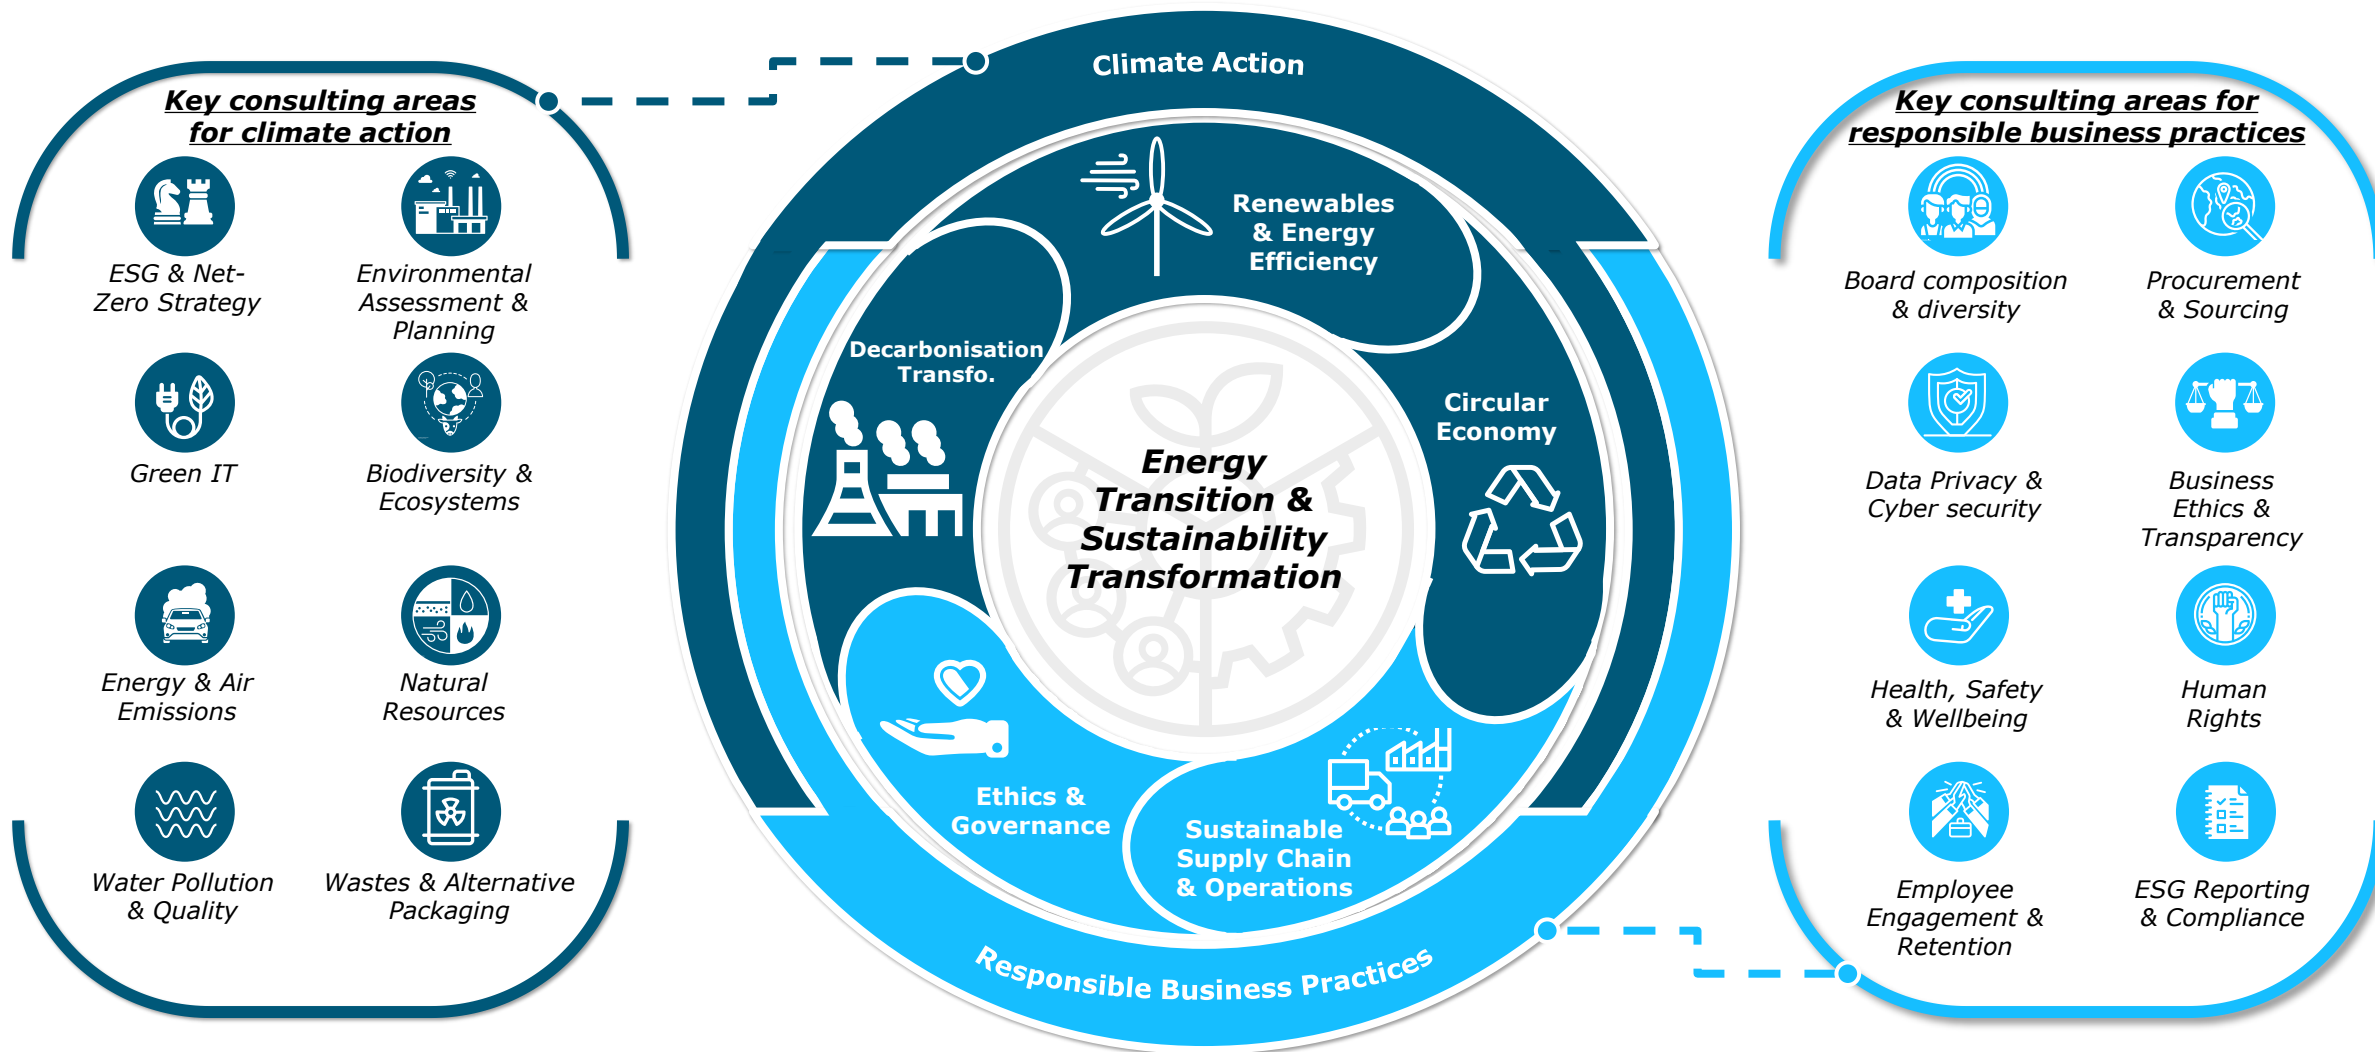 Key consulting areas
for climate action
ESG & Net-
Zero Strategy
Environmental
Assessment &
Planning
Green IT
Biodiversity &
Ecosystems
Energy & Air
Emissions
Natural
Resources
Water Pollution
& Quality
Wastes & Alternative
Packaging
Climate Action
Renewables
& Energy
Efficiency
Decarbonisation
Transfo.
Circular
Economy
Energy
Transition &
Sustainability
Transformation
Ethics &
Governance
Sustainable
Supply Chain
& Operations
Responsible Business Practices
Key consulting areas for
responsible business practices
Board composition
& diversity
Procurement
& Sourcing
Data Privacy &
Cyber security
Business
Ethics &
Transparency
Health, Safety
& Wellbeing
Human
Rights
Employee
Engagement &
Retention
ESG Reporting
& Compliance